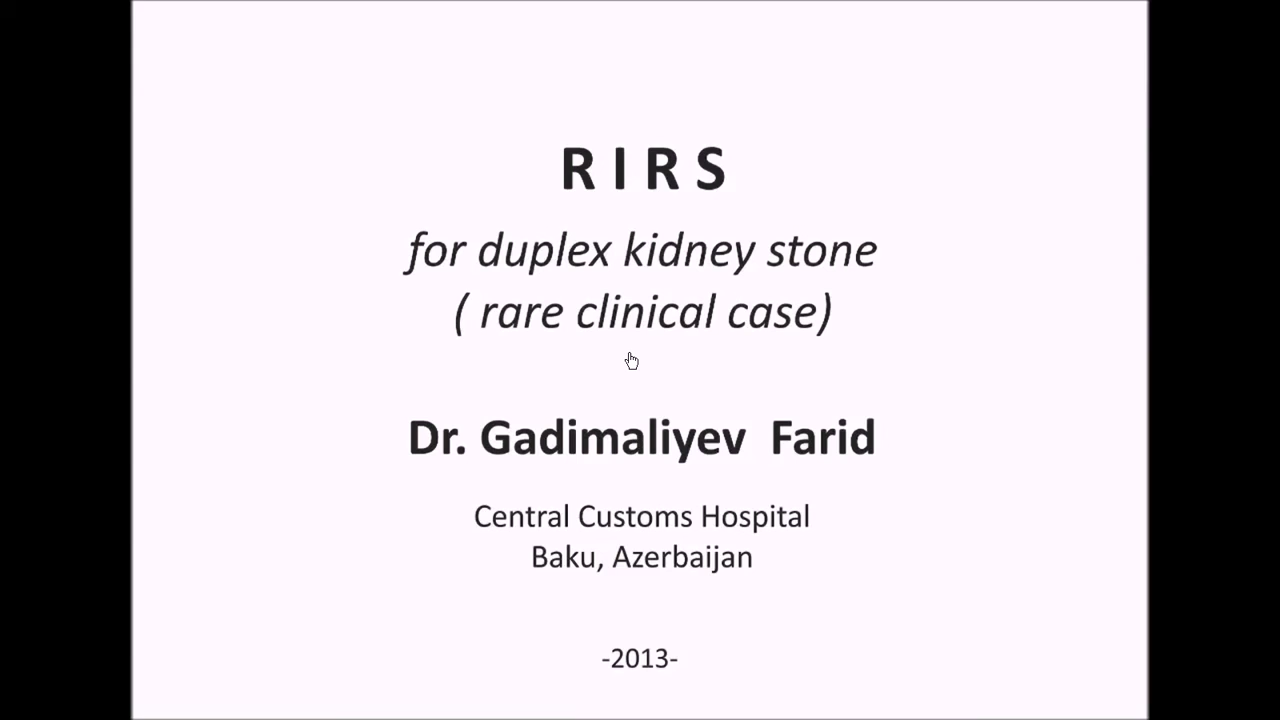 R I R S
for duplex kidney stone
( rare clinical case)
Dr. Gadimaliyev  Farid
Central Customs Hospital
Baku, Azerbaijan
-2013-